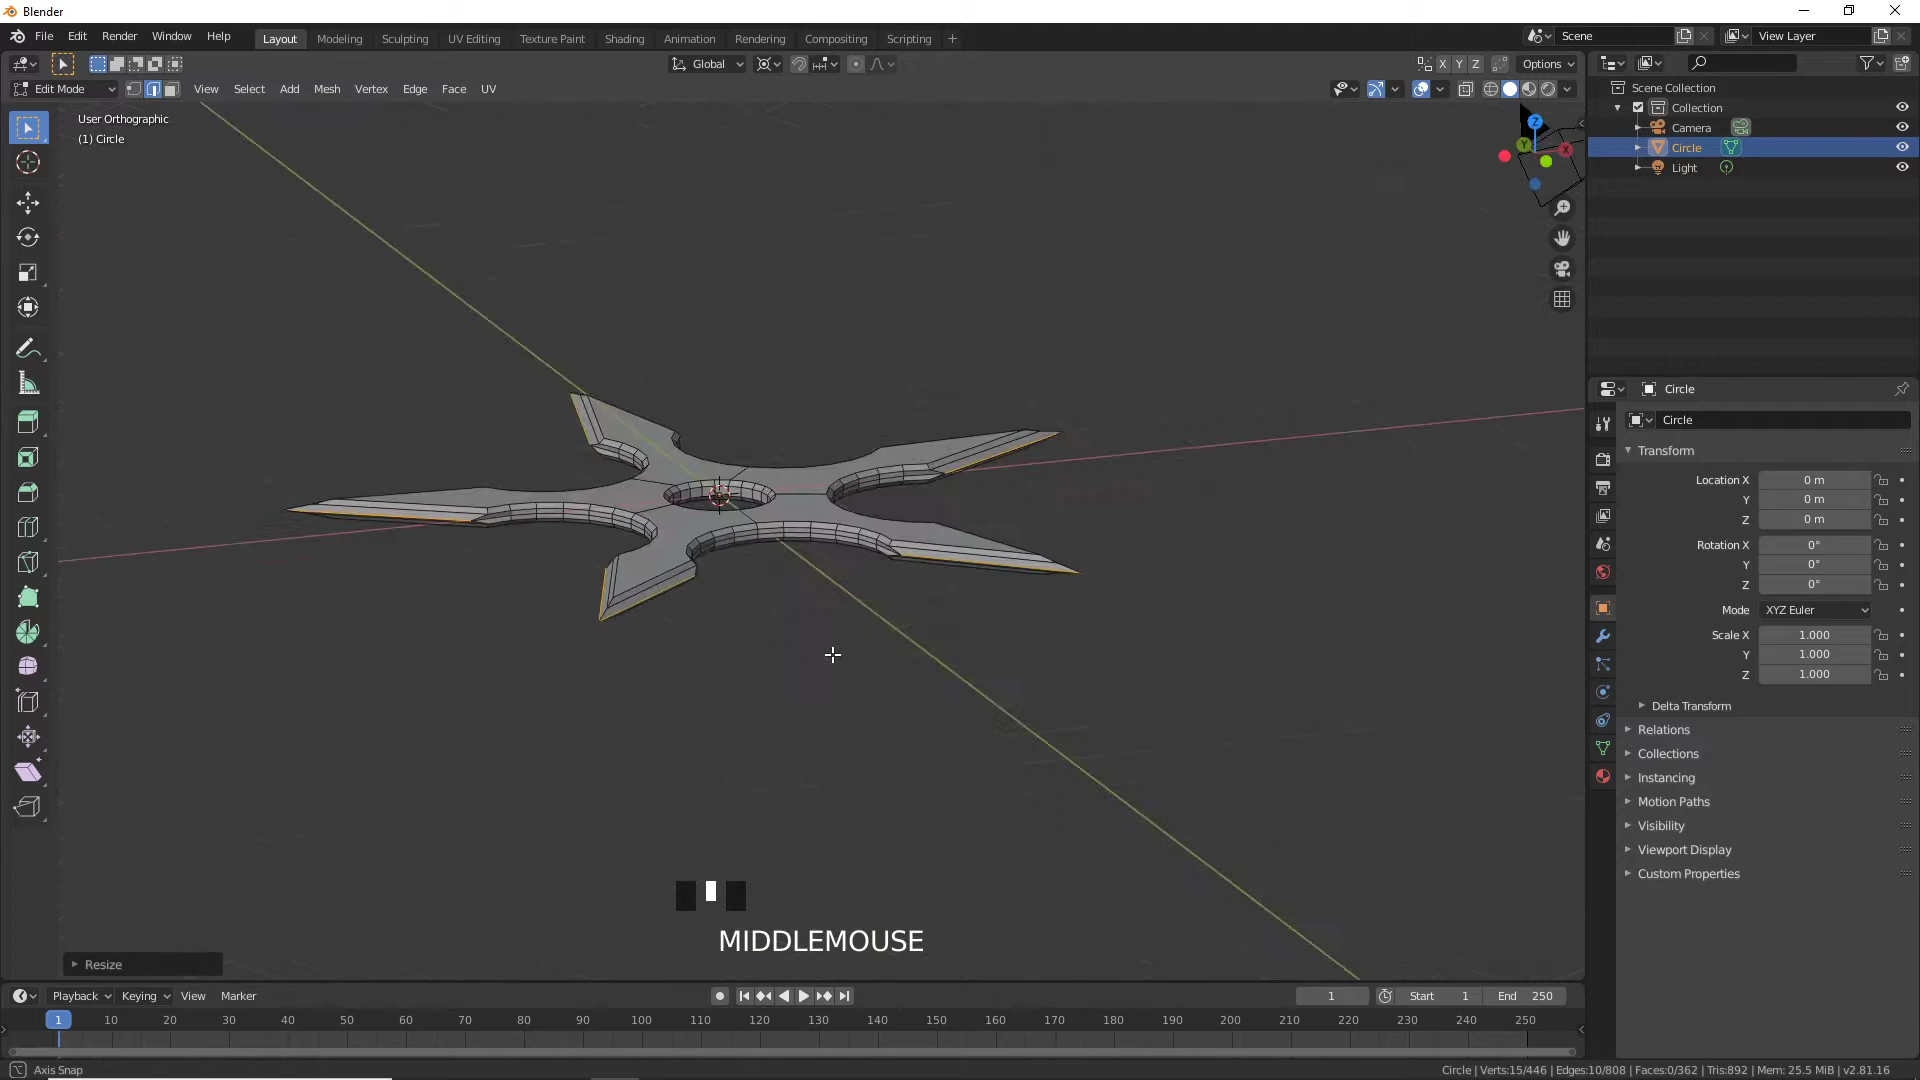 Blender
File Edit Render Window Help
Layout Modeling Sculpting UV Editing Texture Paint Shading Animation Rendering Compositing Scripting +
Scene
View Layer
Global
X Y Z
Options
Edit Mode
View Select Add Mesh Vertex Edge Face UV
User Orthographic
(1) Circle
Z
Y
X
Scene Collection
Collection
Camera
Circle
Light
Circle
Circle
Transform
Location X 0 m
Y 0 m
Z 0 m
Rotation X 0°
Y 0°
Z 0°
Mode XYZ Euler
Scale X 1.000
Y 1.000
Z 1.000
Delta Transform
Relations
Collections
Instancing
Motion Paths
Visibility
Viewport Display
Custom Properties
MIDDLEMOUSE
Resize
Playback Keying View Marker
1
Start 1
End 250
1 10 20 30 40 50 60 70 80 90 100 110 120 130 140 150 160 170 180 190 200 210 220 230 240 250
Axis Snap
Circle | Verts:15/446 | Edges:10/808 | Faces:0/362 | Tris:892 | Mem: 25.5 MiB | v2.81.16